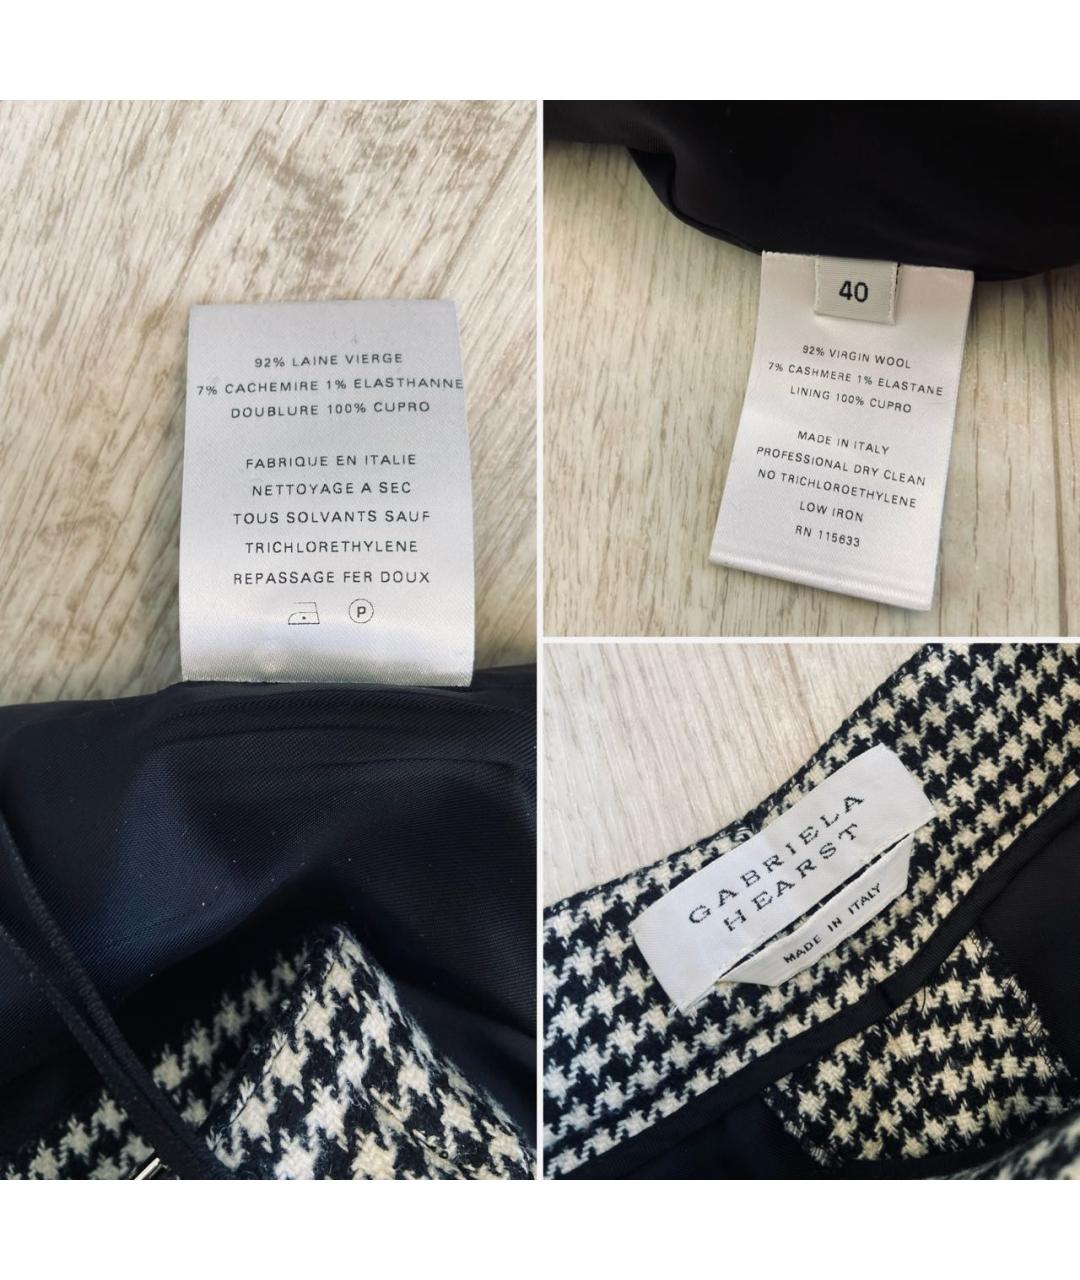 92% LAINE VIERGE
7% CACHEMIRE 1% ELASTHANNE
DOUBLURE 100% CUPRO
FABRIQUE EN ITALIE
NETTOYAGE A SEC
TOUS SOLVANTS SAUF
TRICHLORETHYLENE
REPASSAGE FER DOUX
P
40
92% VIRGIN WOOL
7% CASHMERE 1% ELASTANE
LINING 100% CUPRO
MADE IN ITALY
PROFESSIONAL DRY CLEAN
NO TRICHLOROETHYLENE
LOW IRON
RN 115633
GABRIELA
HEARST
MADE IN ITALY